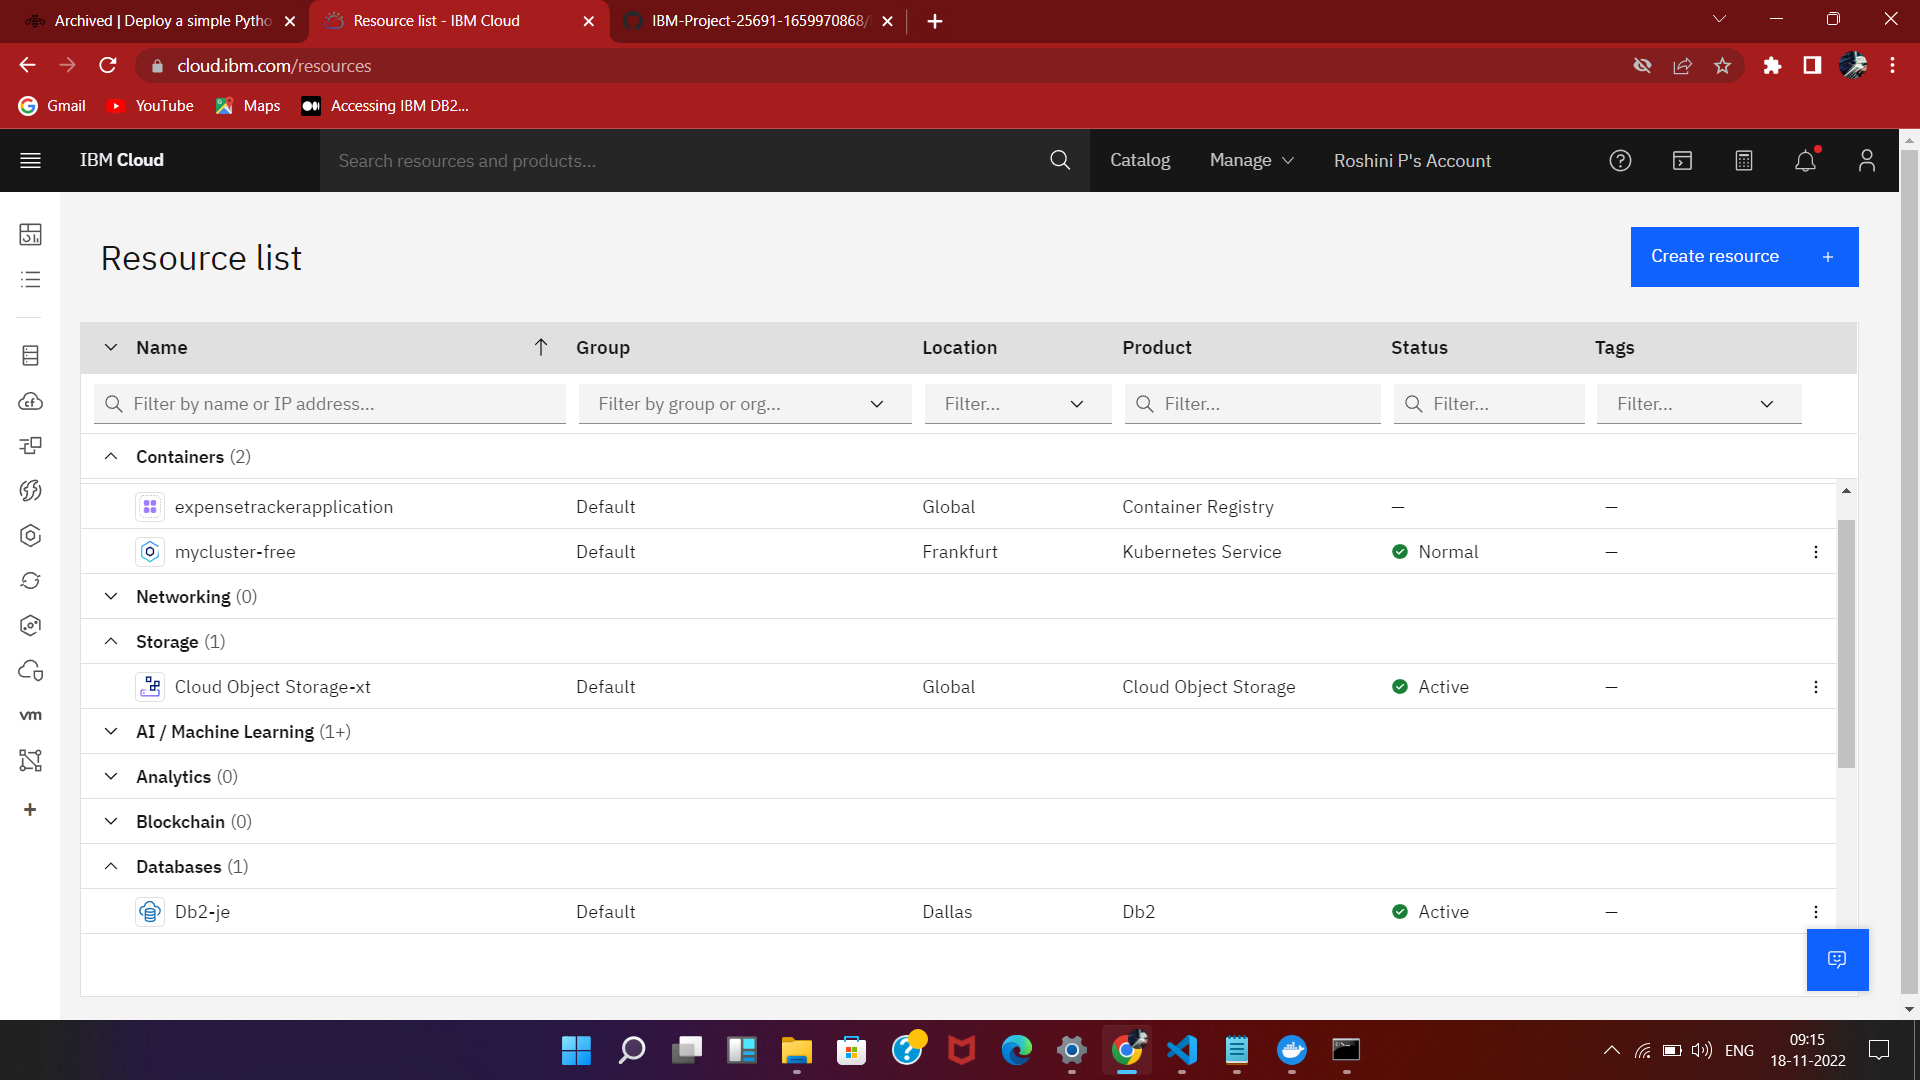 Archived | Deploy a simple Pytho
Resource list - IBM Cloud
IBM-Project-25691-1659970868/
cloud.ibm.com/resources
Gmail YouTube Maps Accessing IBM DB2...
IBM Cloud Search resources and products... Catalog Manage Roshini P's Account
Resource list
Create resource +
Name Group Location Product Status Tags
Filter by name or IP address... Filter by group or org... Filter... Filter... Filter... Filter...
Containers (2)
expensetrackerapplication Default Global Container Registry — —
mycluster-free Default Frankfurt Kubernetes Service Normal —
Networking (0)
Storage (1)
Cloud Object Storage-xt Default Global Cloud Object Storage Active —
vm
AI / Machine Learning (1+)
Analytics (0)
Blockchain (0)
Databases (1)
Db2-je Default Dallas Db2 Active —
ENG
09:15
18-11-2022